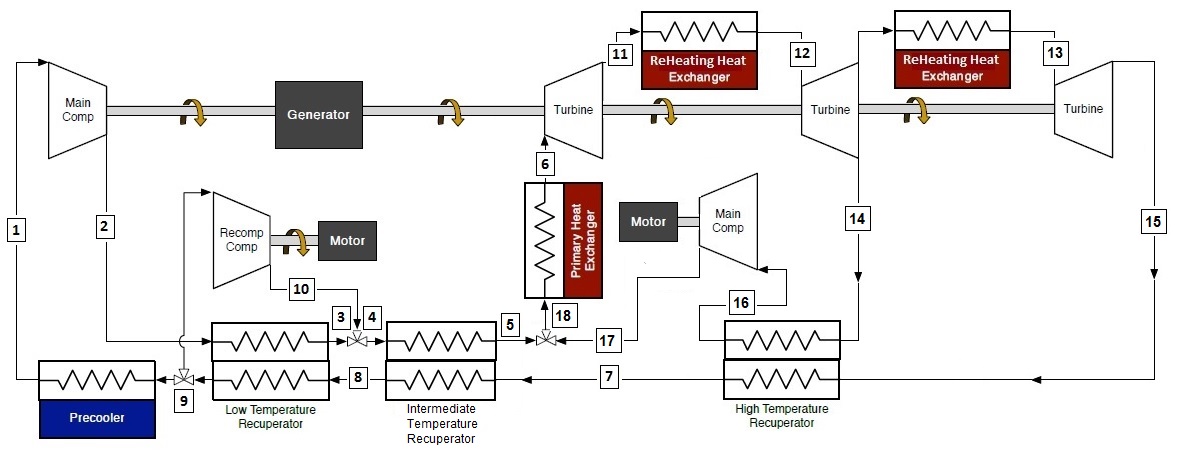 11
ReHeating Heat
Exchanger
12
ReHeating Heat
Exchanger
13
Main
Comp
Generator
Turbine
Turbine
Turbine
6
1
2
Recomp
Comp
Motor
Primary Heat
Exchanger
Motor
Main
Comp
14
15
10
3
4
5
18
16
17
9
8
7
Precooler
Low Temperature
Recuperator
Intermediate
Temperature
Recuperator
High Temperature
Recuperator